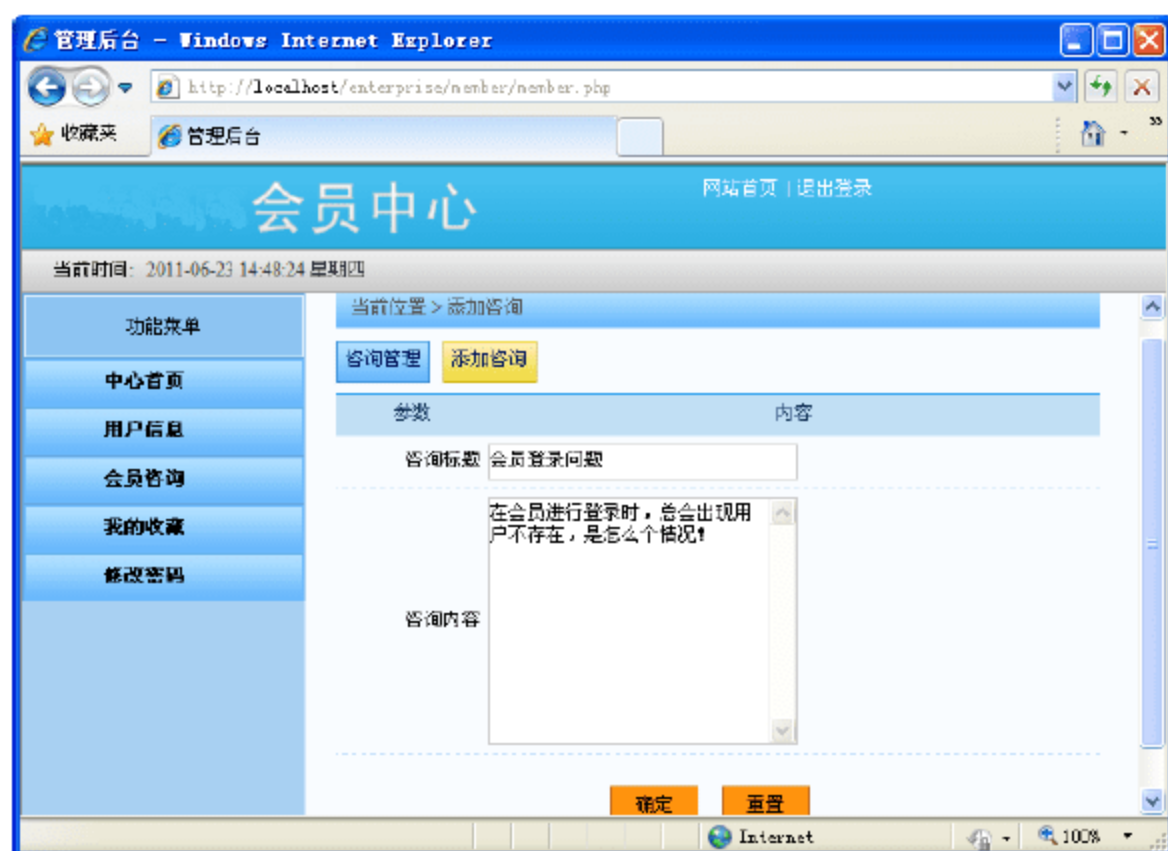 管理后台 - Windows Internet Explorer
http://localhost/enterprise/member/member.php
收藏夹
管理后台
会员中心
网站首页 | 退出登录
当前时间: 2011-06-23 14:48:24 星期四
功能菜单
中心首页
用户信息
会员咨询
我的收藏
修改密码
当前位置 > 添加咨询
咨询管理
添加咨询
参数 内容
咨询标题 会员登录问题
咨询内容
在会员进行登录时，总会出现用
户不存在，是怎么个情况！
确定 重置
Internet
100%